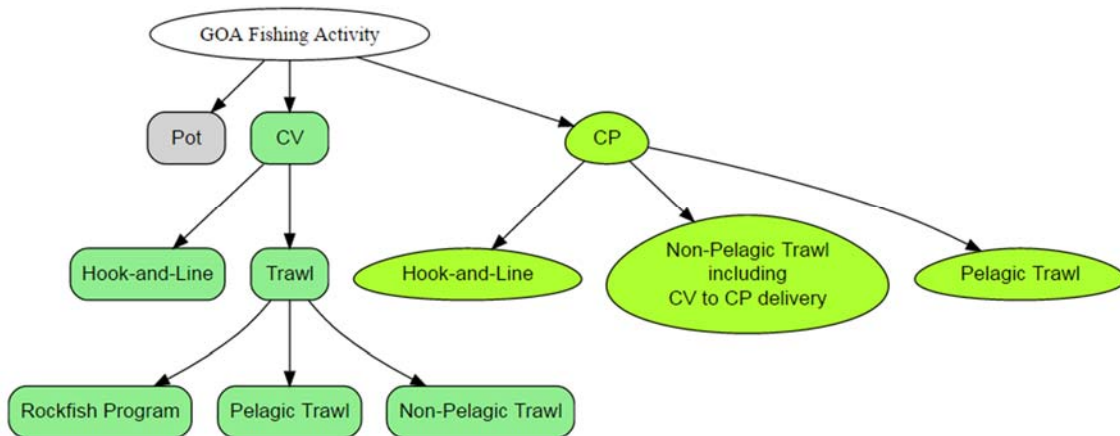 GOA Fishing Activity
Pot
CV
CP
Hook-and-Line
Trawl
Hook-and-Line
Non-Pelagic Trawl
including
CV to CP delivery
Pelagic Trawl
Rockfish Program
Pelagic Trawl
Non-Pelagic Trawl